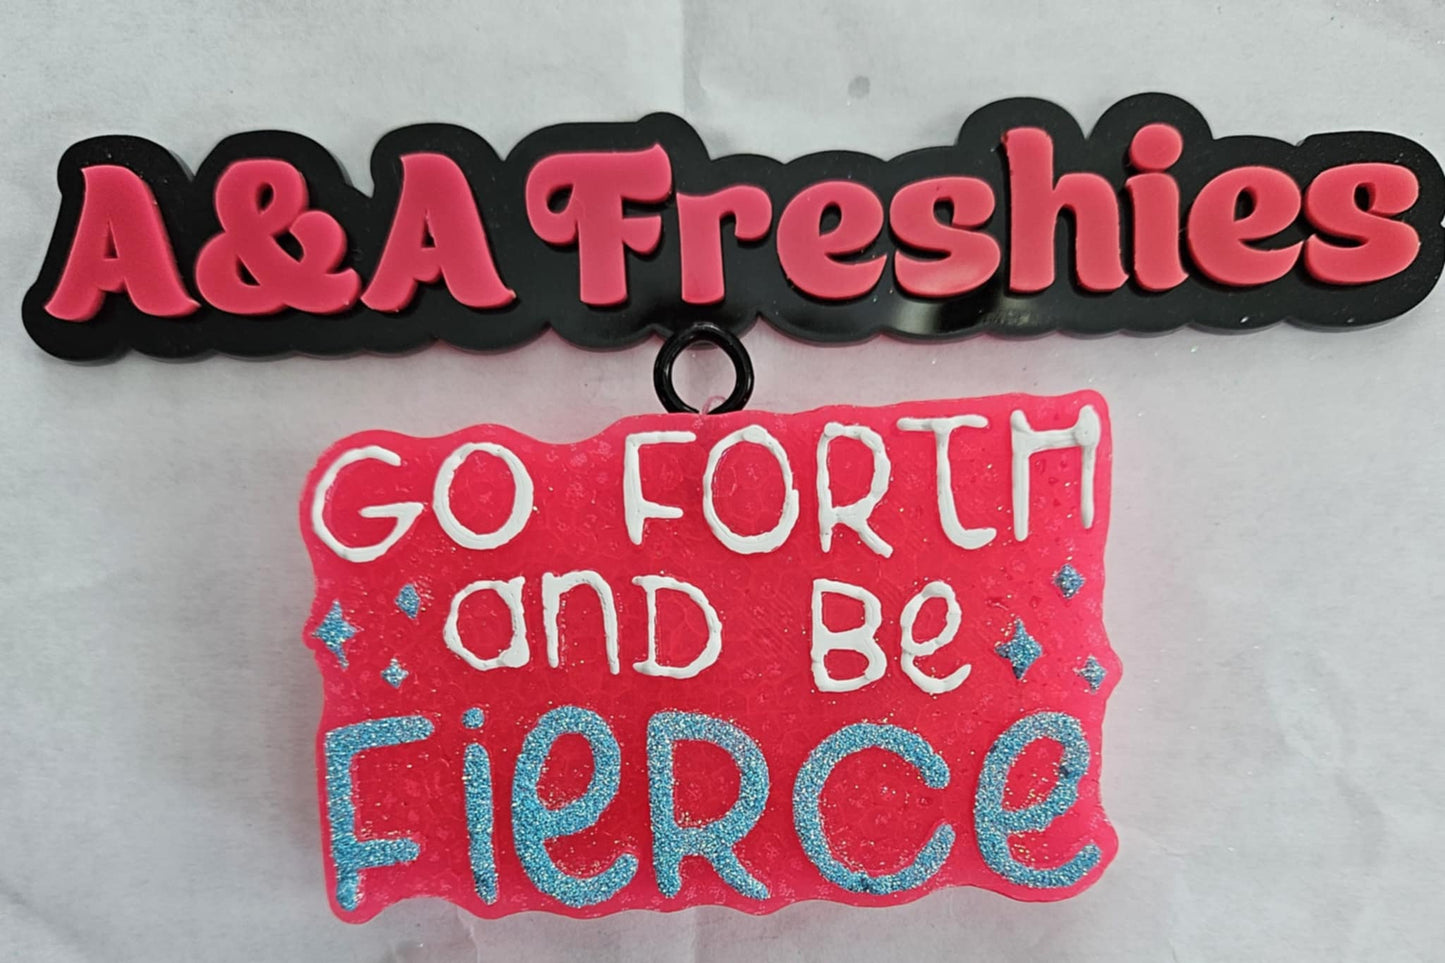 A&A Freshies
GO FORTH
anD Be
FieRCe